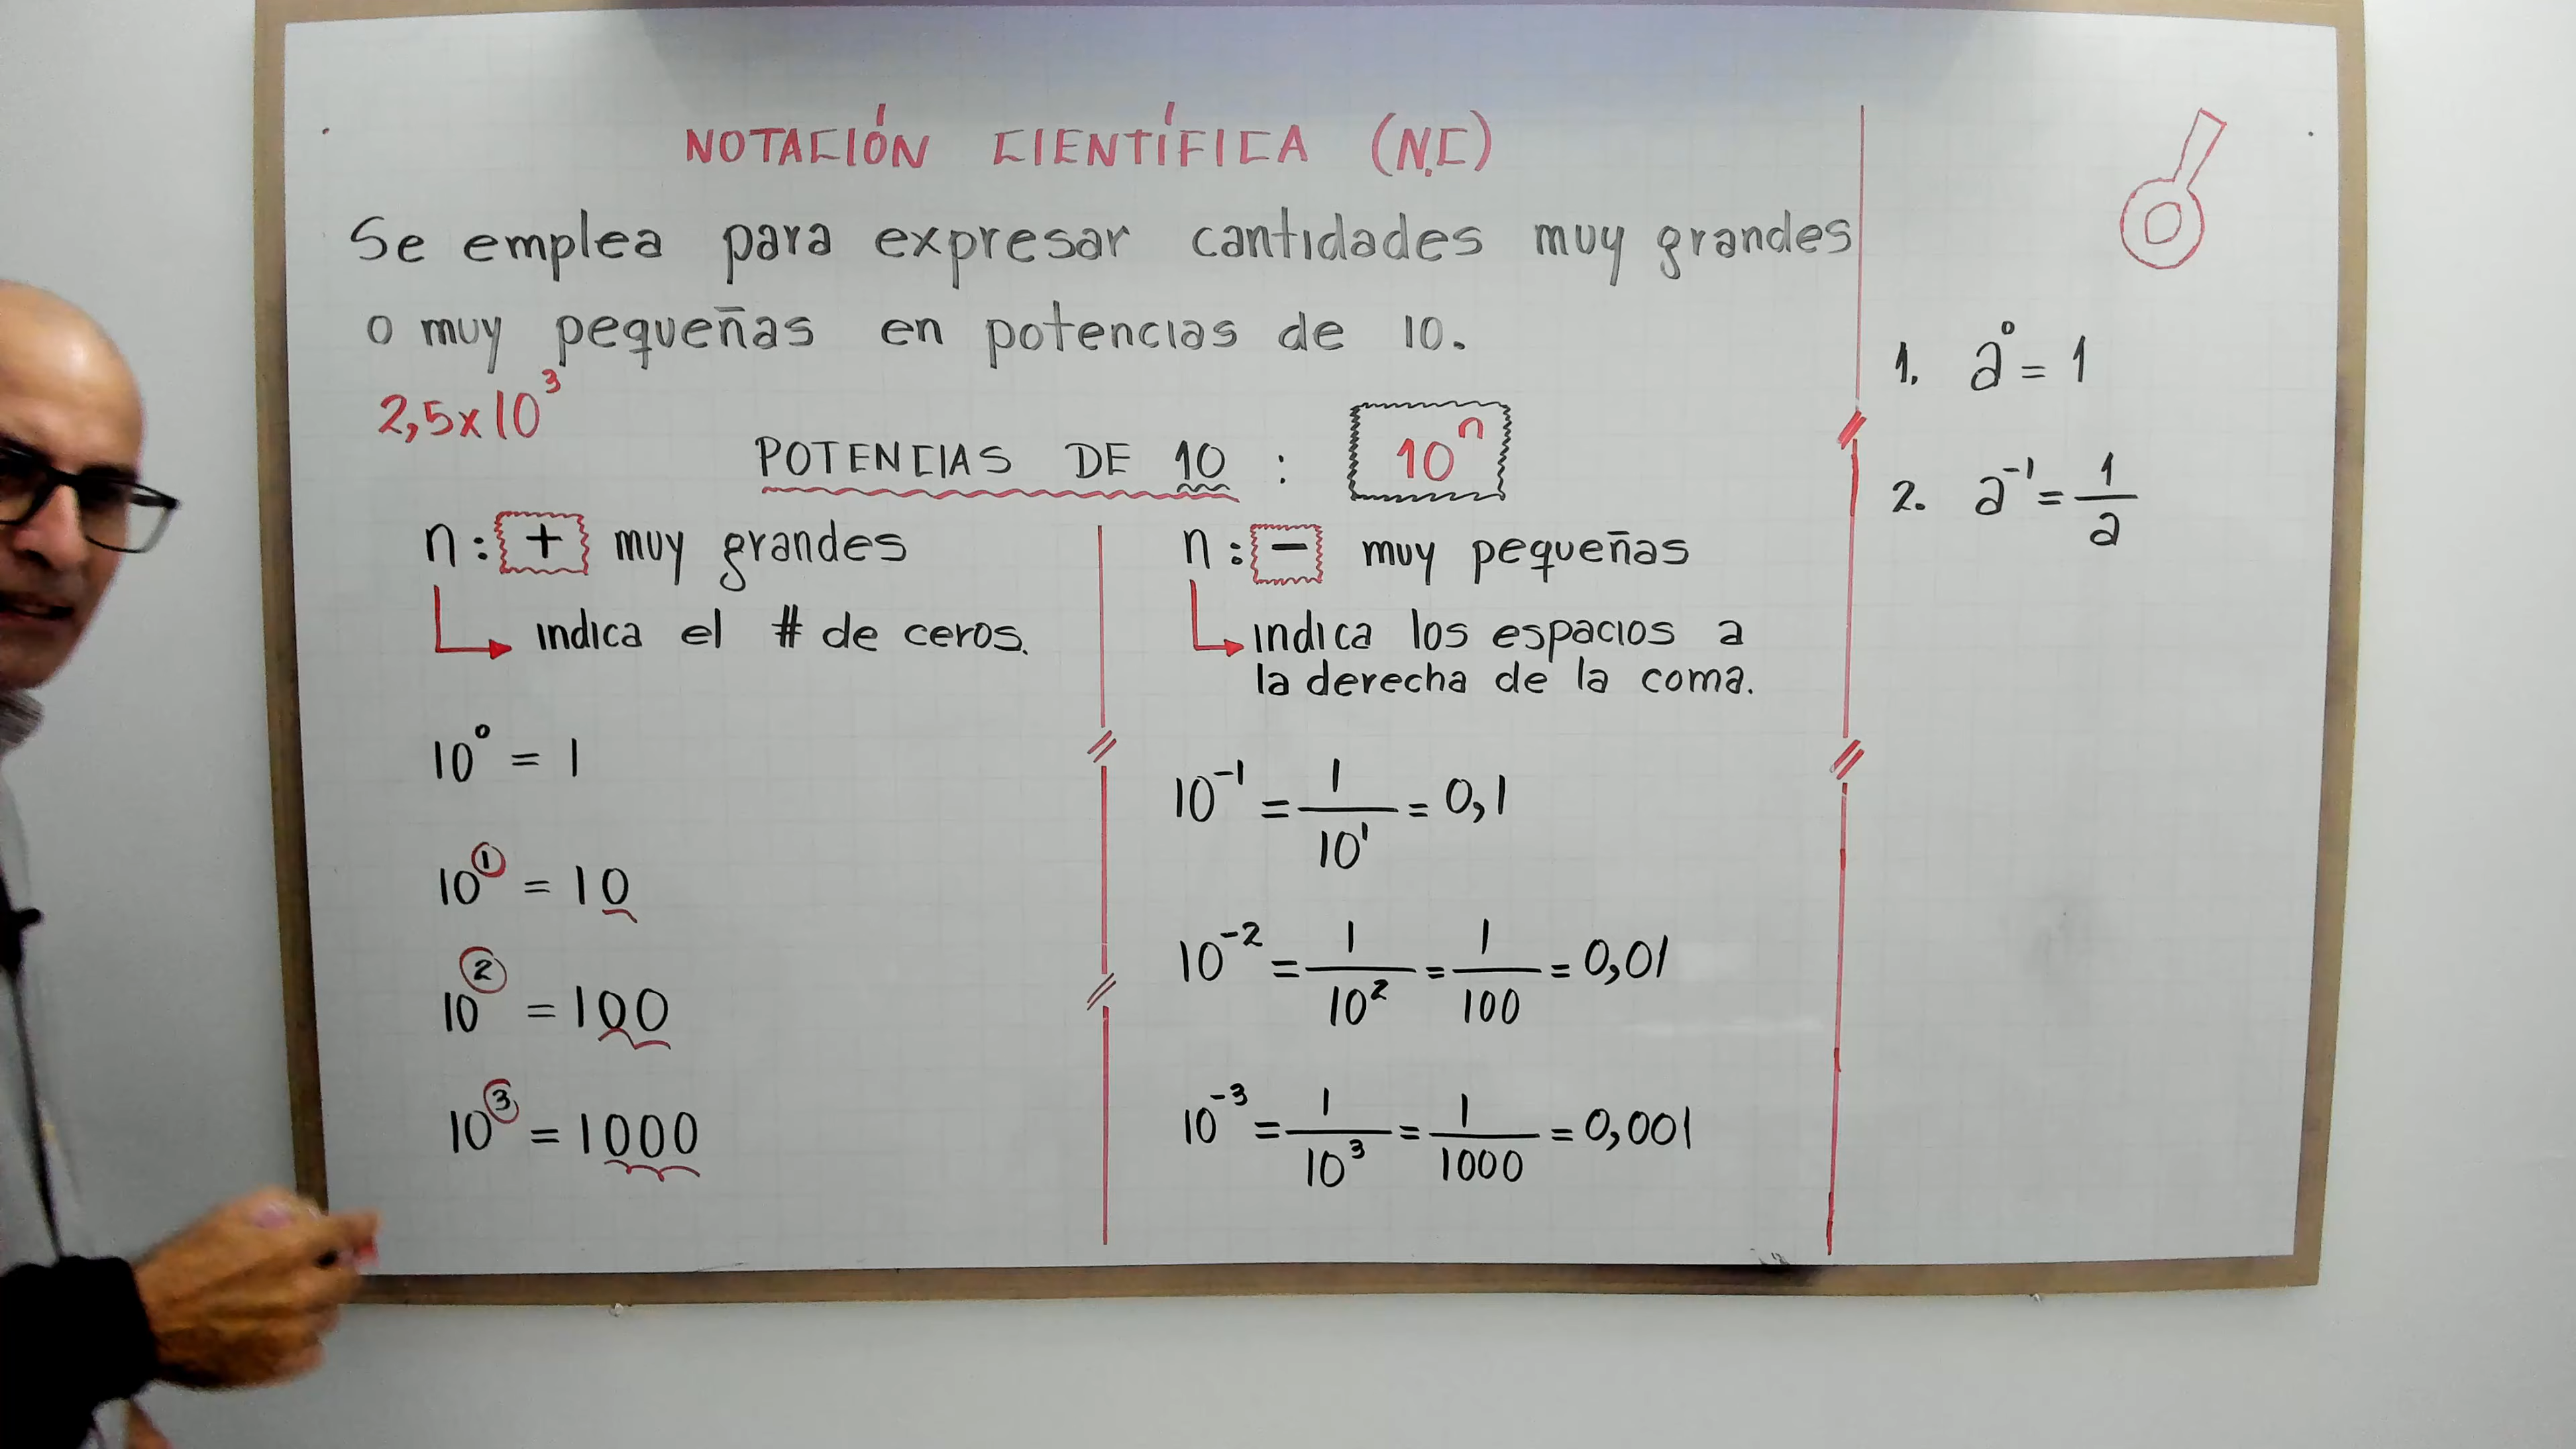 NOTACIÓN CIENTÍFICA (N.C)
Se emplea para expresar cantidades muy grandes
o muy pequeñas en potencias de 10.
2,5x10³
POTENCIAS DE 10 : 10ⁿ
n: + muy grandes
indica el # de ceros.
10⁰ = 1
10¹ = 10
10² = 100
10³ = 1000
n: − muy pequeñas
indica los espacios a
la derecha de la coma.
10⁻¹ = 1/10¹ = 0,1
10⁻² = 1/10² = 1/100 = 0,01
10⁻³ = 1/10³ = 1/1000 = 0,001
1. a⁰ = 1
2. a⁻¹ = 1/a